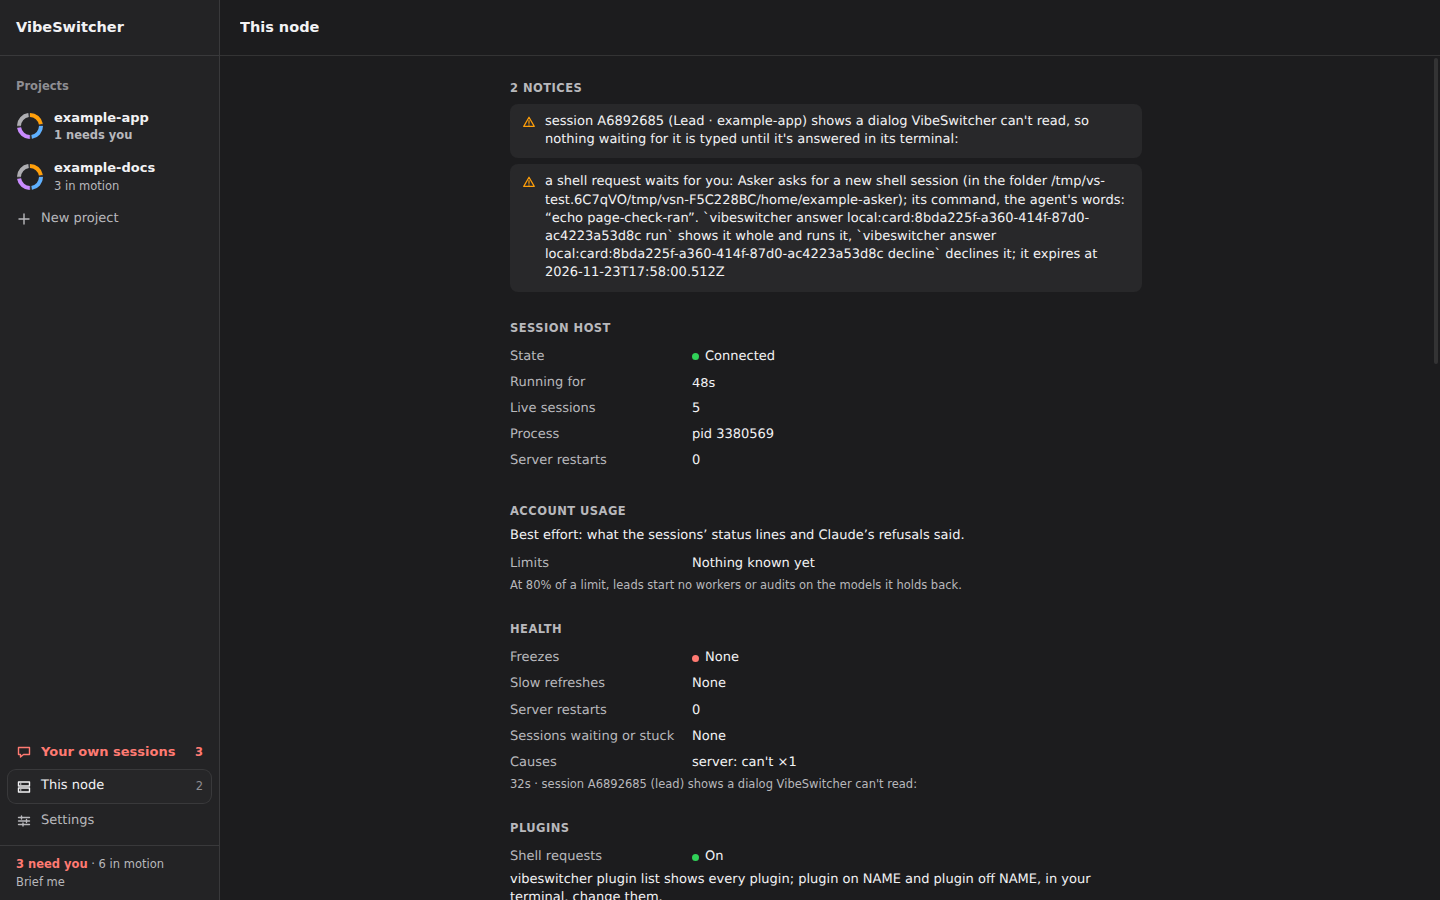 VibeSwitcher
This node
Projects
example-app
1 needs you
example-docs
3 in motion
New project
Your own sessions 3
This node 2
Settings
3 need you · 6 in motion
Brief me
2 NOTICES
session A6892685 (Lead · example-app) shows a dialog VibeSwitcher can't read, so
nothing waiting for it is typed until it's answered in its terminal:
a shell request waits for you: Asker asks for a new shell session (in the folder /tmp/vs-
test.6C7qVO/tmp/vsn-F5C228BC/home/example-asker); its command, the agent's words:
“echo page-check-ran”. `vibeswitcher answer local:card:8bda225f-a360-414f-87d0-
ac4223a53d8c run` shows it whole and runs it, `vibeswitcher answer
local:card:8bda225f-a360-414f-87d0-ac4223a53d8c decline` declines it; it expires at
2026-11-23T17:58:00.512Z
SESSION HOST
State Connected
Running for 48s
Live sessions 5
Process pid 3380569
Server restarts 0
ACCOUNT USAGE
Best effort: what the sessions’ status lines and Claude’s refusals said.
Limits Nothing known yet
At 80% of a limit, leads start no workers or audits on the models it holds back.
HEALTH
Freezes None
Slow refreshes None
Server restarts 0
Sessions waiting or stuck None
Causes server: can't ×1
32s · session A6892685 (lead) shows a dialog VibeSwitcher can't read:
PLUGINS
Shell requests On
vibeswitcher plugin list shows every plugin; plugin on NAME and plugin off NAME, in your
terminal, change them.